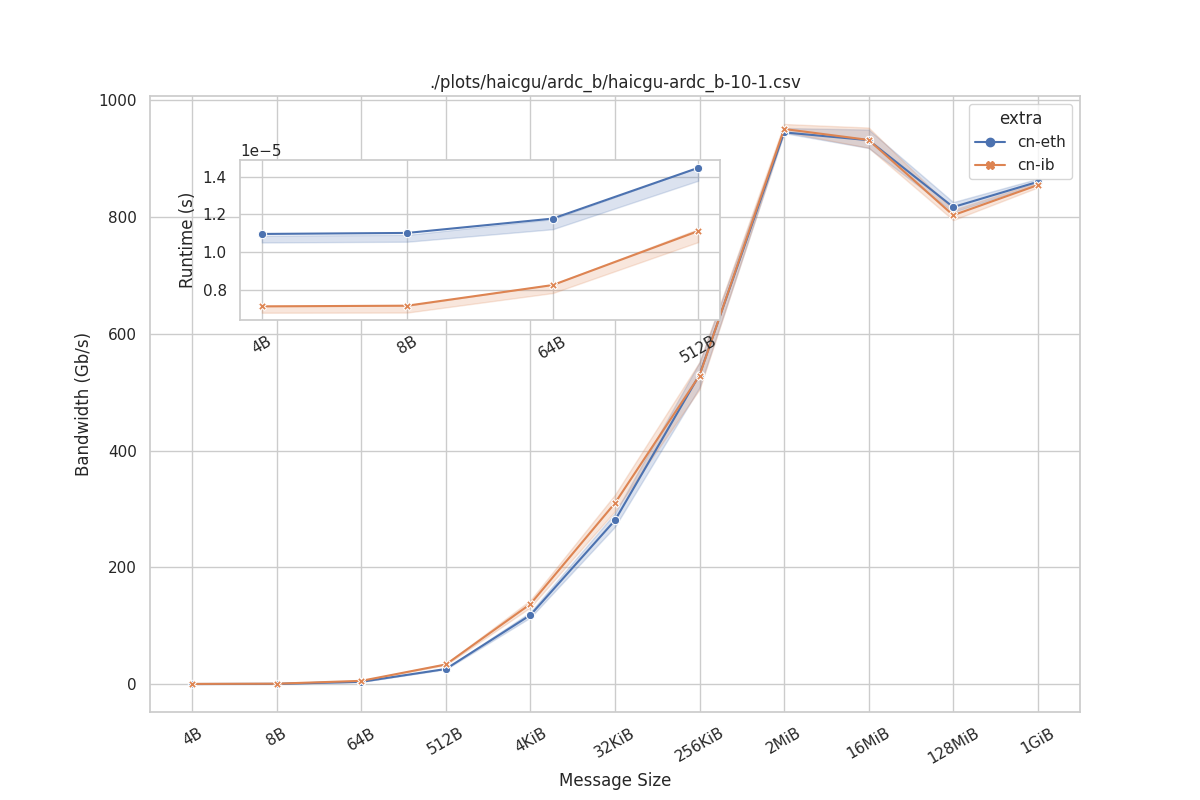 ./plots/haicgu/ardc_b/haicgu-ardc_b-10-1.csv
1000
800
600
400
200
0
Bandwidth (Gb/s)
extra
cn-eth
cn-ib
1e−5
1.4
1.2
1.0
0.8
Runtime (s)
4B 8B 64B 512B
4B 8B 64B 512B 4KiB 32KiB 256KiB 2MiB 16MiB 128MiB 1GiB
Message Size